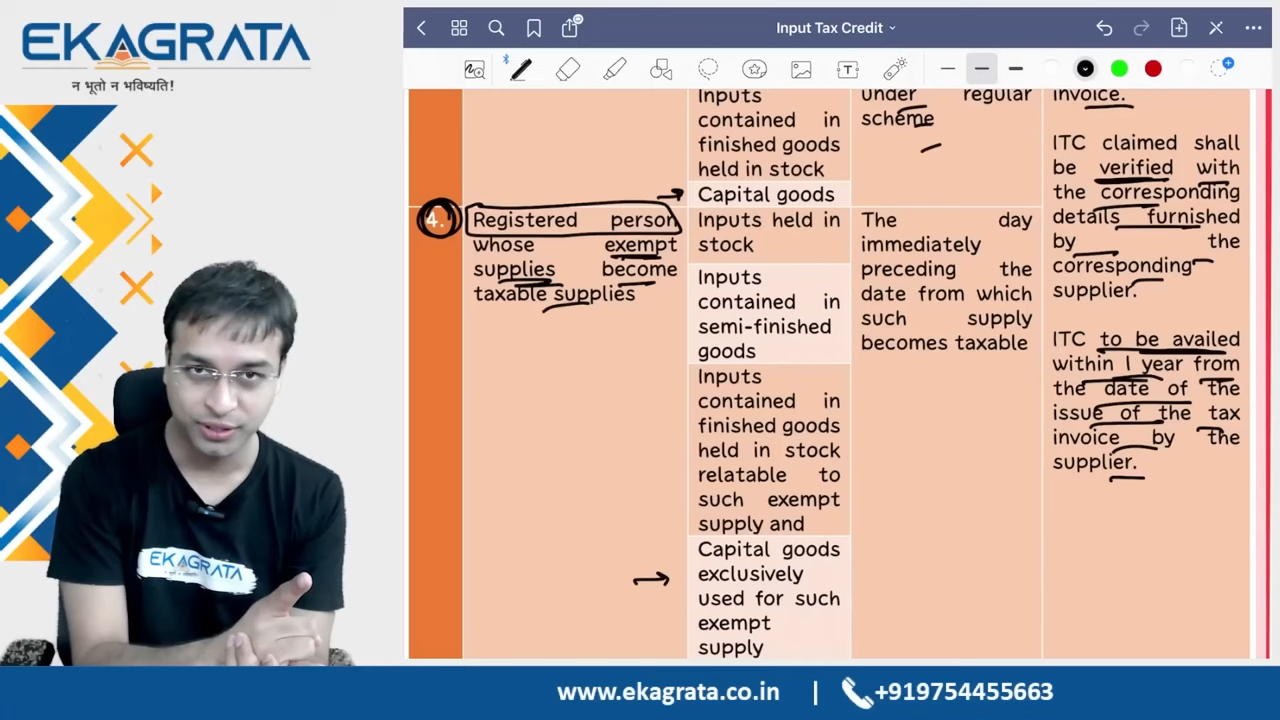 EKAGRATA
न भूतो न भविष्यति!
Input Tax Credit
Inputs
contained in
finished goods
held in stock
Capital goods
under regular
scheme
invoice.
ITC claimed shall
be verified with
the corresponding
details furnished
by the
corresponding
supplier.
ITC to be availed
within 1 year from
the date of the
issue of the tax
invoice by the
supplier.
4.
Registered person
whose exempt
supplies become
taxable supplies
Inputs held in
stock
Inputs
contained in
semi-finished
goods
Inputs
contained in
finished goods
held in stock
relatable to
such exempt
supply and
Capital goods
exclusively
used for such
exempt
supply
The day
immediately
preceding the
date from which
such supply
becomes taxable
EKAGRATA
www.ekagrata.co.in | +919754455663